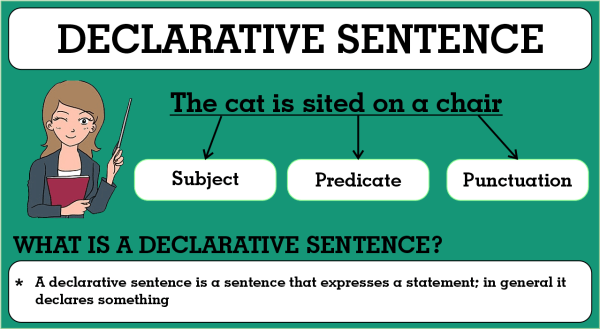 DECLARATIVE SENTENCE
The cat is sited on a chair
Subject
Predicate
Punctuation
WHAT IS A DECLARATIVE SENTENCE?
* A declarative sentence is a sentence that expresses a statement; in general it
declares something